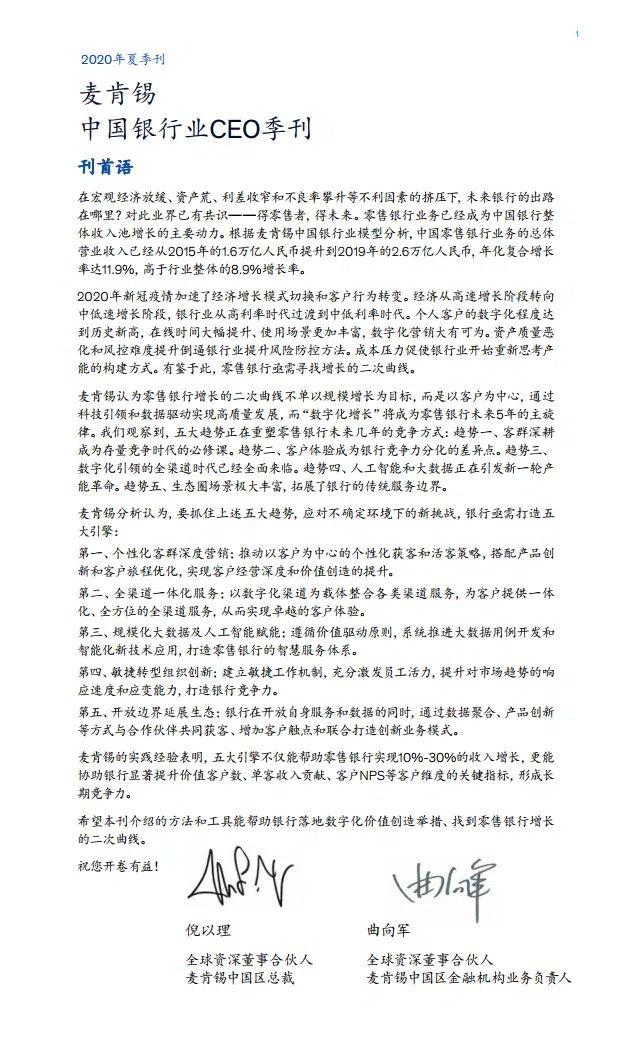 1
2020年夏季刊
麦肯锡
中国银行业CEO季刊
刊首语
在宏观经济放缓、资产荒、利差收窄和不良率攀升等不利因素的挤压下, 未来银行的出路
在哪里? 对此业界已有共识——得零售者, 得未来。零售银行业务已经成为中国银行整
体收入池增长的主要动力。根据麦肯锡中国银行业模型分析, 中国零售银行业务的总体
营业收入已经从2015年的1.6万亿人民币提升到2019年的2.6万亿人民币, 年化复合增长
率达11.9%, 高于行业整体的8.9%增长率。
2020年新冠疫情加速了经济增长模式切换和客户行为转变。经济从高速增长阶段转向
中低速增长阶段, 银行业从高利率时代过渡到中低利率时代。个人客户的数字化程度达
到历史新高, 在线时间大幅提升、使用场景更加丰富, 数字化营销大有可为。资产质量恶
化和风控难度提升倒逼银行业提升风险防控方法。成本压力促使银行业开始重新思考产
能的构建方式。有鉴于此, 零售银行亟需寻找增长的二次曲线。
麦肯锡认为零售银行增长的二次曲线不单以规模增长为目标, 而是以客户为中心, 通过
科技引领和数据驱动实现高质量发展, 而“数字化增长”将成为零售银行未来5年的主旋
律。我们观察到, 五大趋势正在重塑零售银行未来几年的竞争方式: 趋势一、客群深耕
成为存量竞争时代的必修课。趋势二、客户体验成为银行竞争力分化的差异点。趋势三、
数字化引领的全渠道时代已经全面来临。趋势四、人工智能和大数据正在引发新一轮产
能革命。趋势五、生态圈场景极大丰富, 拓展了银行的传统服务边界。
麦肯锡分析认为, 要抓住上述五大趋势, 应对不确定环境下的新挑战, 银行亟需打造五
大引擎:
第一、个性化客群深度营销; 推动以客户为中心的个性化获客和活客策略, 搭配产品创
新和客户旅程优化, 实现客户经营深度和价值创造的提升。
第二、全渠道一体化服务; 以数字化渠道为载体整合各类渠道服务, 为客户提供一体
化、全方位的全渠道服务, 从而实现卓越的客户体验。
第三、规模化大数据及人工智能赋能; 遵循价值驱动原则, 系统推进大数据用例开发和
智能化新技术应用, 打造零售银行的智慧服务体系。
第四、敏捷转型组织创新; 建立敏捷工作机制, 充分激发员工活力, 提升对市场趋势的响
应速度和应变能力, 打造银行竞争力。
第五、开放边界延展生态; 银行在开放自身服务和数据的同时, 通过数据聚合、产品创新
等方式与合作伙伴共同获客、增加客户触点和联合打造创新业务模式。
麦肯锡的实践经验表明, 五大引擎不仅能帮助零售银行实现10%-30%的收入增长, 更能
协助银行显著提升价值客户数、单客收入贡献、客户NPS等客户维度的关键指标, 形成长
期竞争力。
希望本刊介绍的方法和工具能帮助银行落地数字化价值创造举措、找到零售银行增长
的二次曲线。
祝您开卷有益!
曲向军
倪以理 曲向军
全球资深董事合伙人 全球资深董事合伙人
麦肯锡中国区总裁 麦肯锡中国区金融机构业务负责人